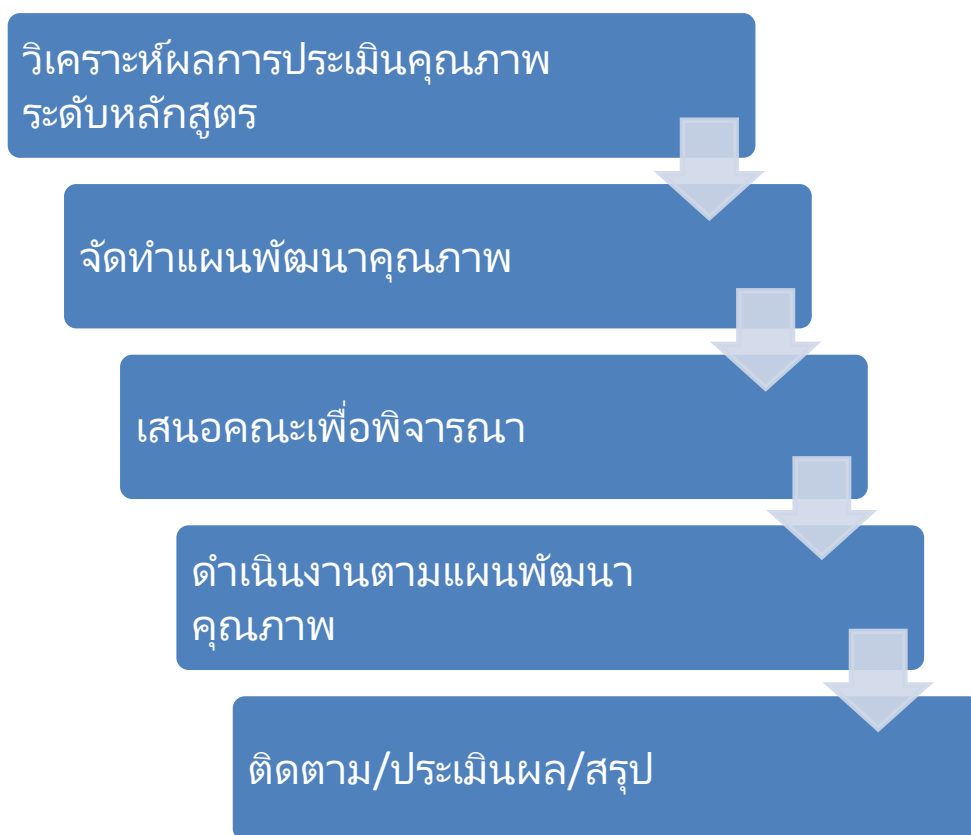 วิเคราะห์ผลการประเมินคุณภาพ
ระดับหลักสูตร
จัดทำแผนพัฒนาคุณภาพ
เสนอคณะเพื่อพิจารณา
ดำเนินงานตามแผนพัฒนา
คุณภาพ
ติดตาม/ประเมินผล/สรุป